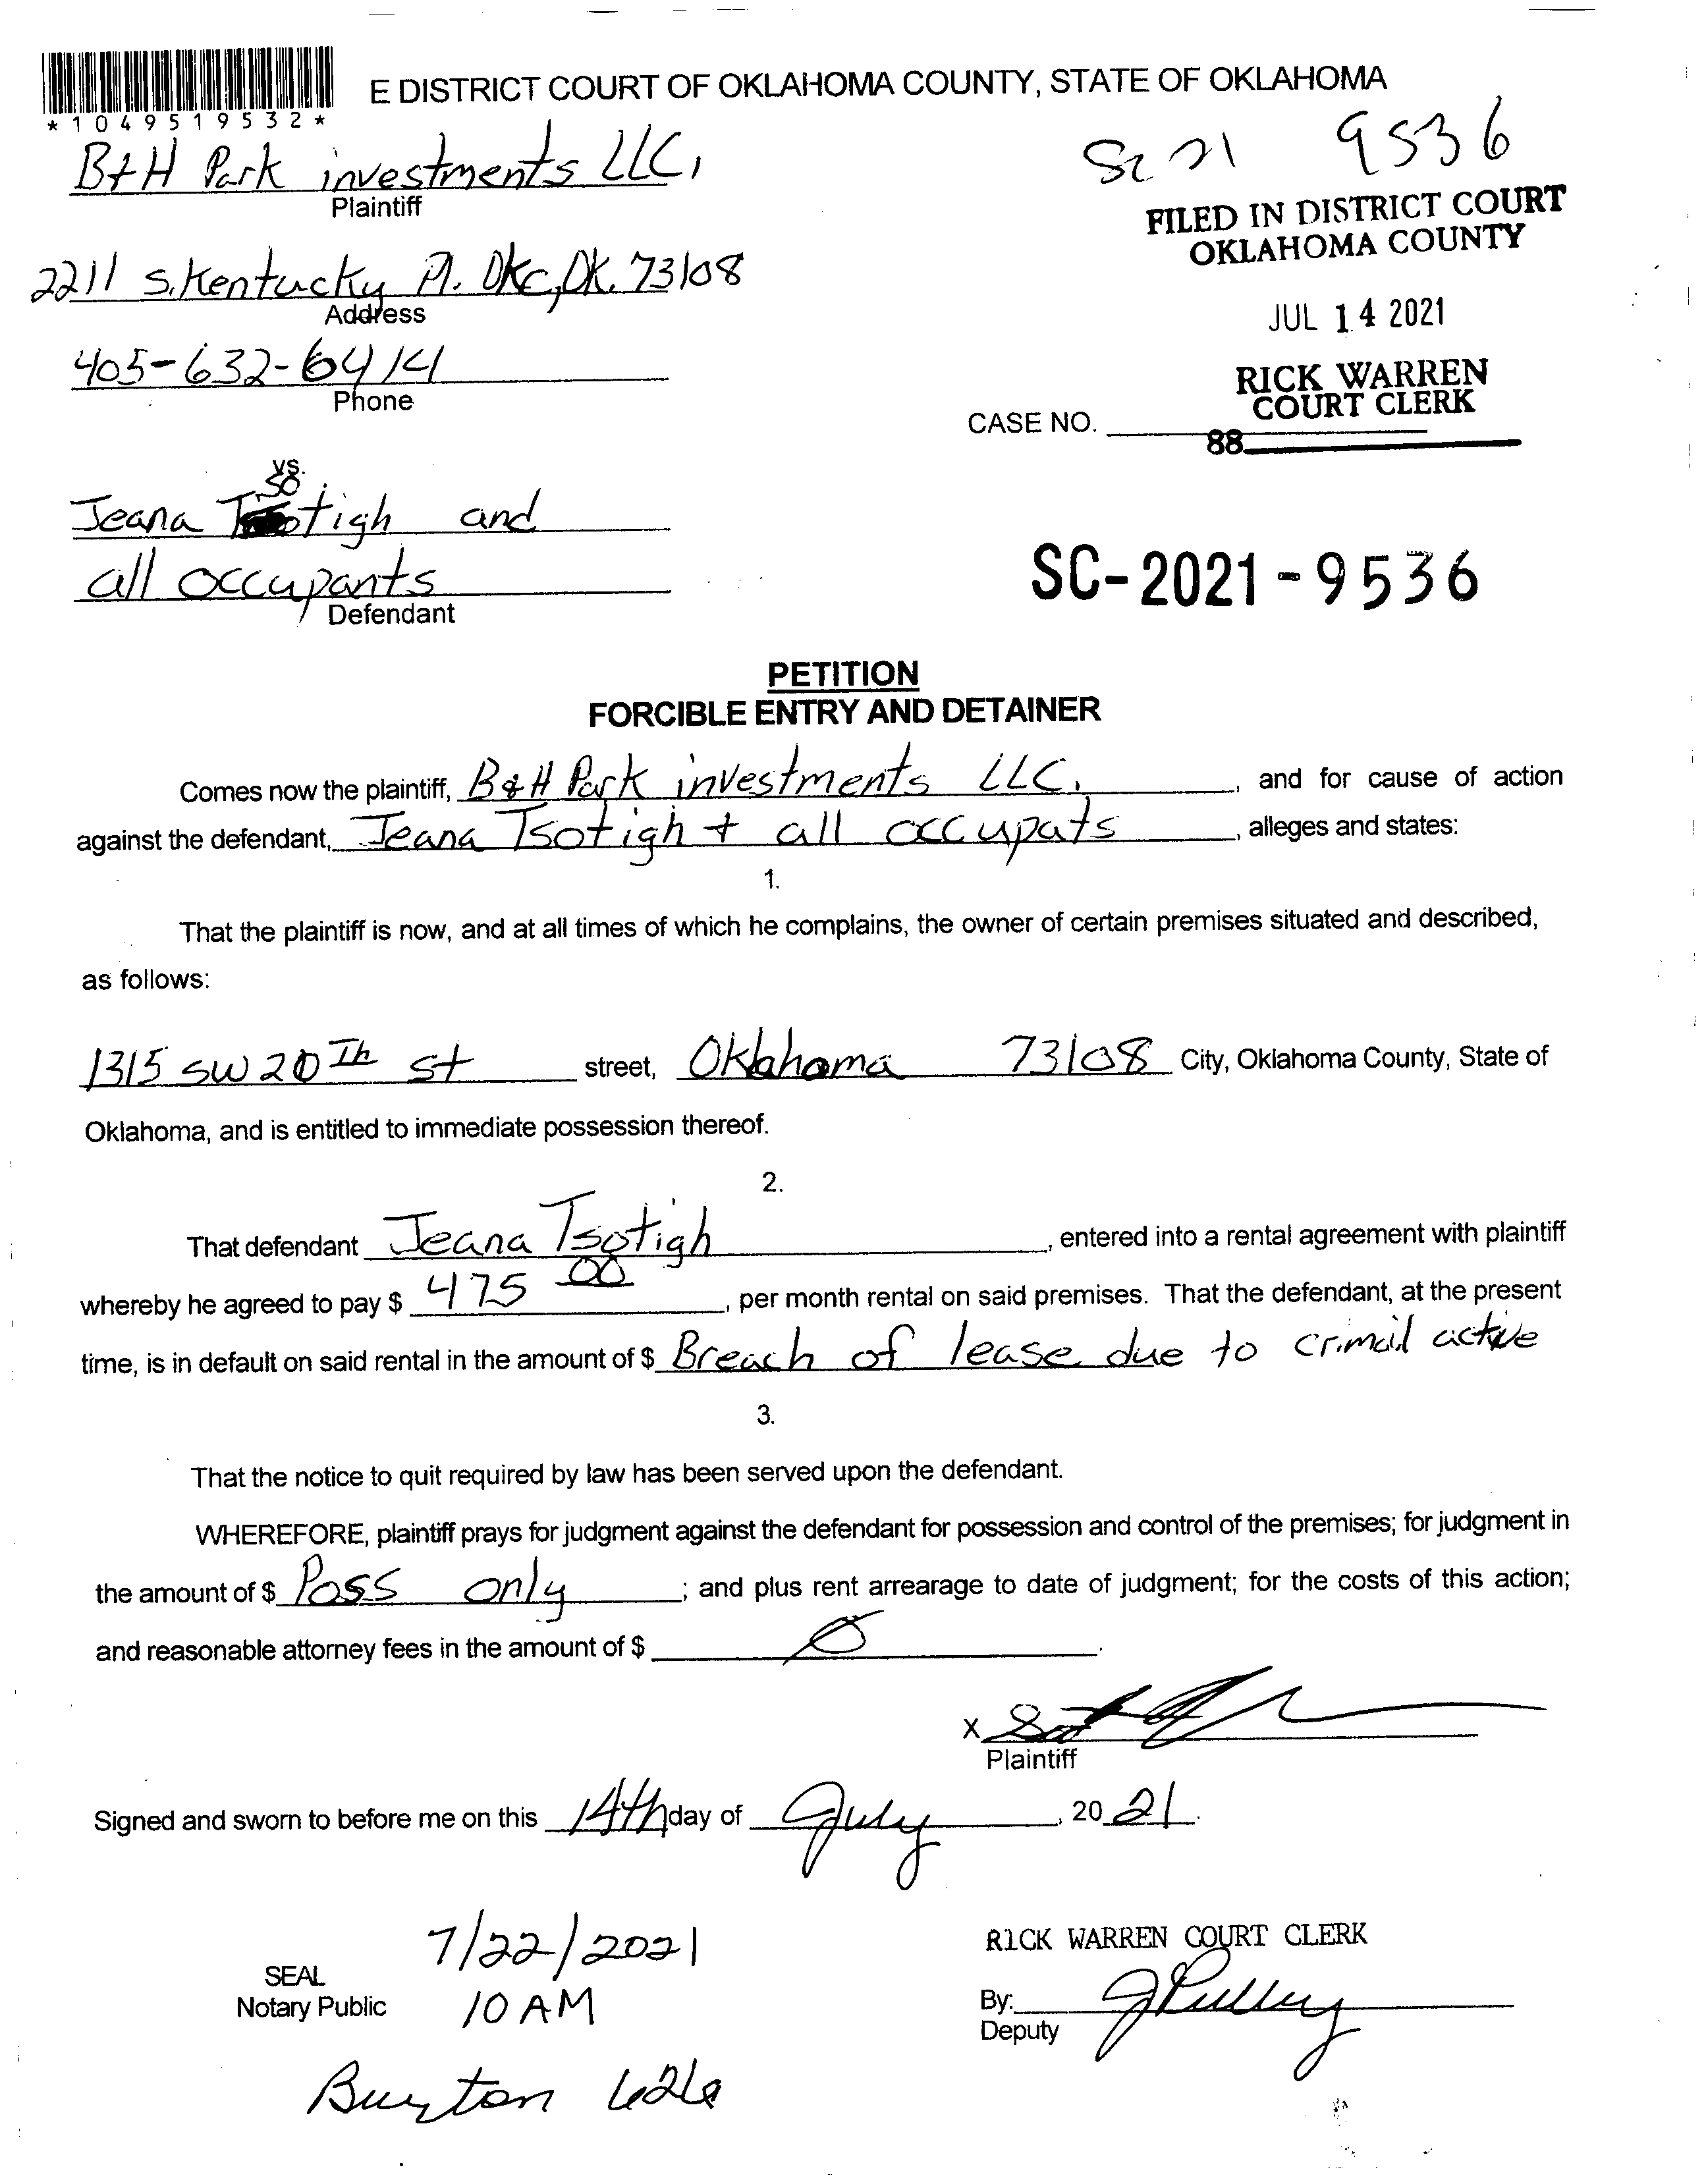 E DISTRICT COURT OF OKLAHOMA COUNTY, STATE OF OKLAHOMA
*1049519532*
B&H Park investments LLC,
Plaintiff
SC 21 9536
FILED IN DISTRICT COURT
OKLAHOMA COUNTY
2211 S. Kentucky Pl. OKC, OK. 73108
Address
JUL 14 2021
405-632-6414
Phone
RICK WARREN
COURT CLERK
CASE NO.
88
vs.
so
Jeana Tsotigh and
all occupants
Defendant
SC-2021-9536
PETITION
FORCIBLE ENTRY AND DETAINER
Comes now the plaintiff, B&H Park investments LLC, , and for cause of action
against the defendant, Jeana Tsotigh + all occupats , alleges and states:
1.
That the plaintiff is now, and at all times of which he complains, the owner of certain premises situated and described,
as follows:
1315 SW 20Th St street, Oklahoma 73108 City, Oklahoma County, State of
Oklahoma, and is entitled to immediate possession thereof.
2.
That defendant Jeana Tsotigh , entered into a rental agreement with plaintiff
whereby he agreed to pay $ 475 00 , per month rental on said premises. That the defendant, at the present
time, is in default on said rental in the amount of $ Breach of lease due to crimail active
3.
That the notice to quit required by law has been served upon the defendant.
WHEREFORE, plaintiff prays for judgment against the defendant for possession and control of the premises; for judgment in
the amount of $ Poss only ; and plus rent arrearage to date of judgment; for the costs of this action;
and reasonable attorney fees in the amount of $ 0 .
X
Plaintiff
Signed and sworn to before me on this 14th day of July , 20 21.
7/22/2021
SEAL
Notary Public
10 AM
RICK WARREN COURT CLERK
By: J Pulley
Deputy